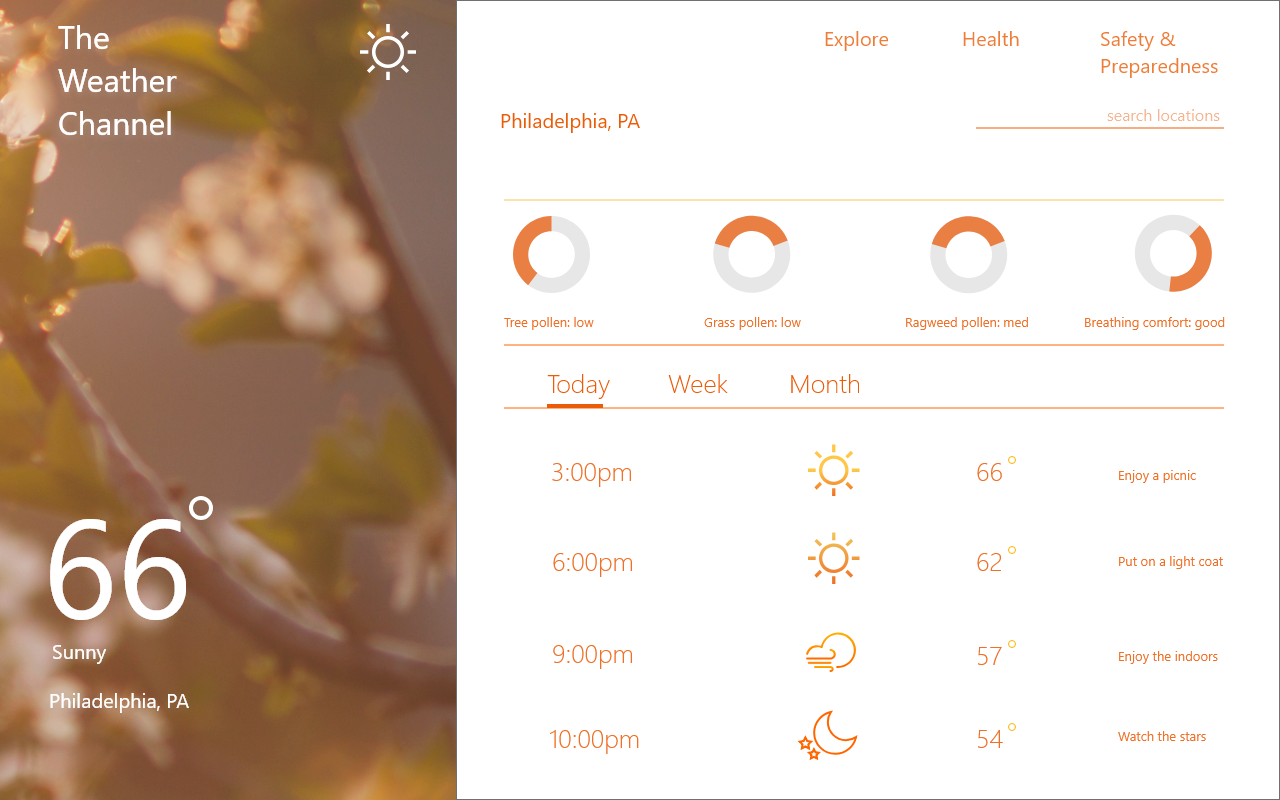 The
Weather
Channel
66°
Sunny
Philadelphia, PA
Explore
Health
Safety &
Preparedness
Philadelphia, PA
search locations
Tree pollen: low
Grass pollen: low
Ragweed pollen: med
Breathing comfort: good
Today
Week
Month
3:00pm
66°
Enjoy a picnic
6:00pm
62°
Put on a light coat
9:00pm
57°
Enjoy the indoors
10:00pm
54°
Watch the stars